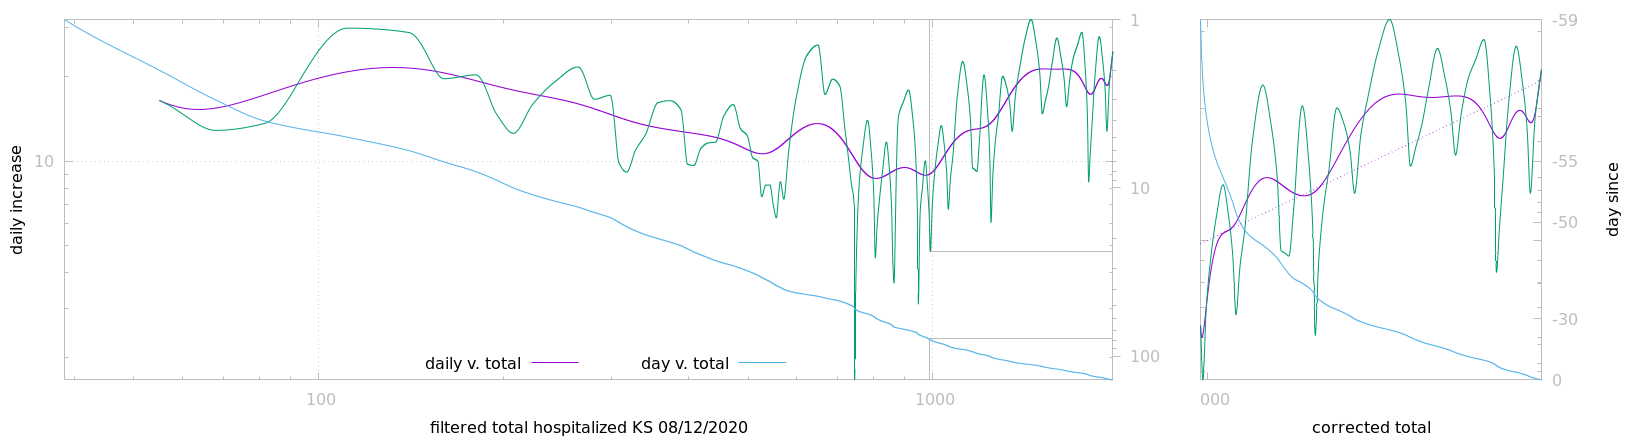 1
-59
10
-55
10
-50
-30
100
0
daily increase
day since
daily v. total
day v. total
100
1000
000
filtered total hospitalized KS 08/12/2020
corrected total